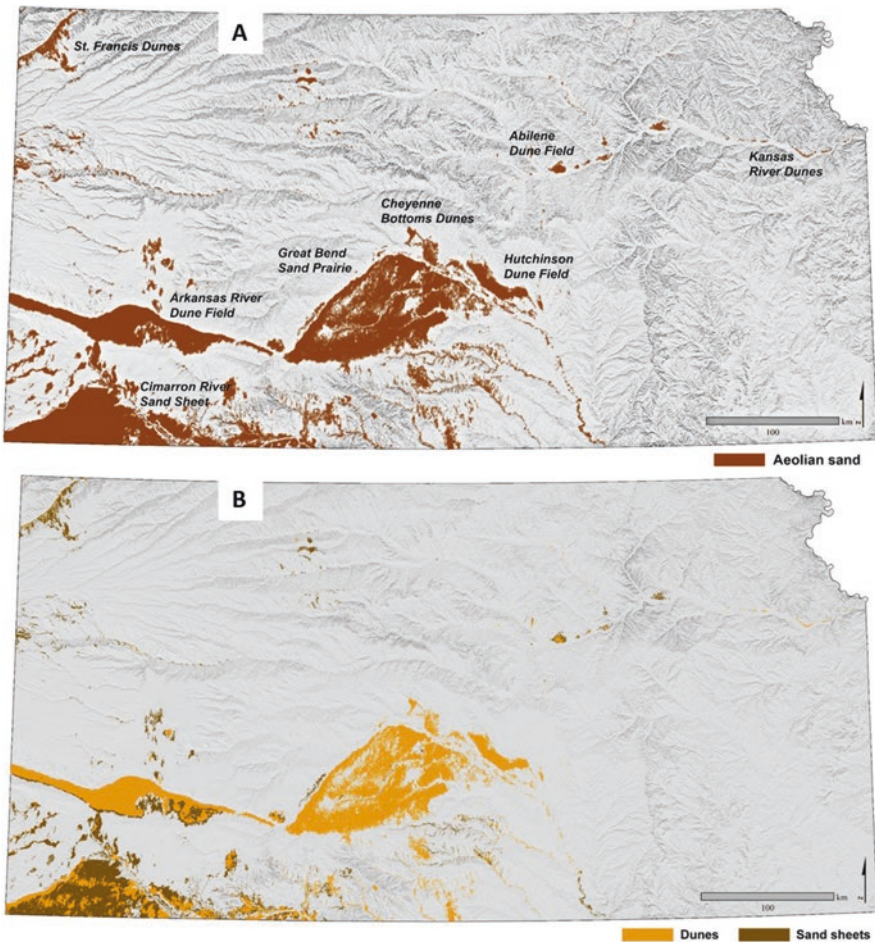 A
St. Francis Dunes
Abilene
Dune Field
Kansas
River Dunes
Cheyenne
Bottoms Dunes
Great Bend
Sand Prairie
Hutchinson
Dune Field
Arkansas River
Dune Field
Cimarron River
Sand Sheet
km
N
100
Aeolian sand
B
km
N
100
Dunes
Sand sheets